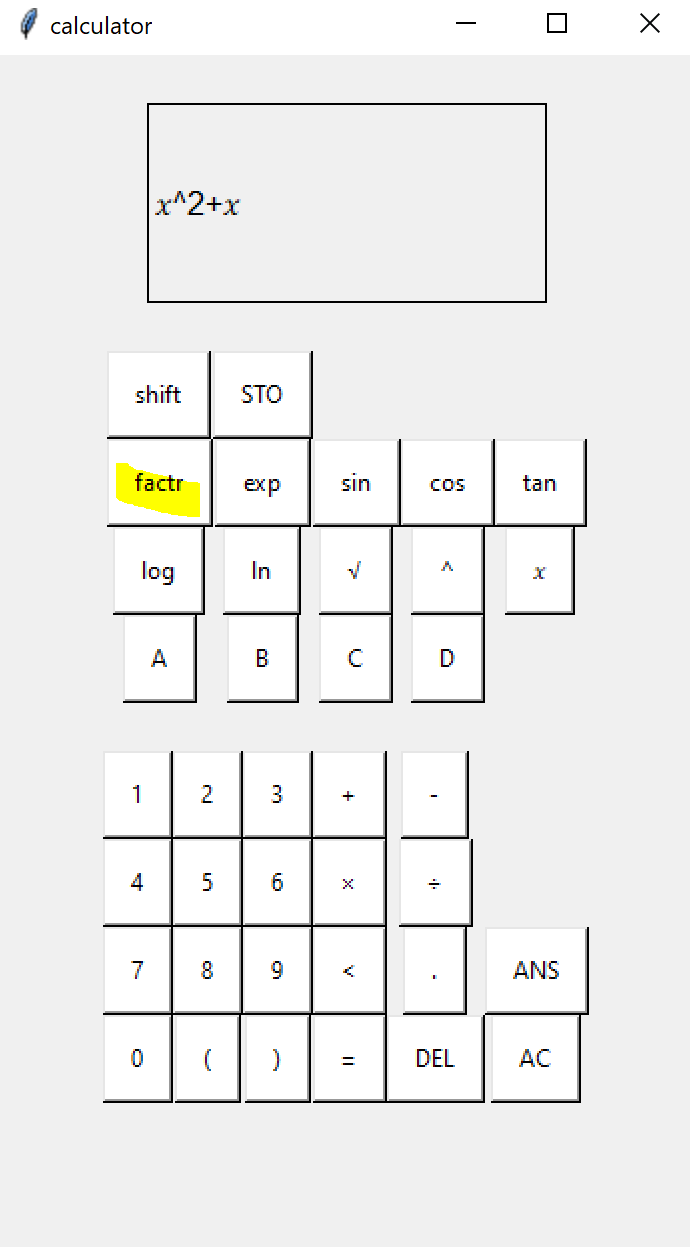 calculator
𝑥^2+𝑥
shift STO
factr exp sin cos tan
log ln √ ^ 𝑥
A B C D
1 2 3 + -
4 5 6 × ÷
7 8 9 < . ANS
0 ( ) = DEL AC